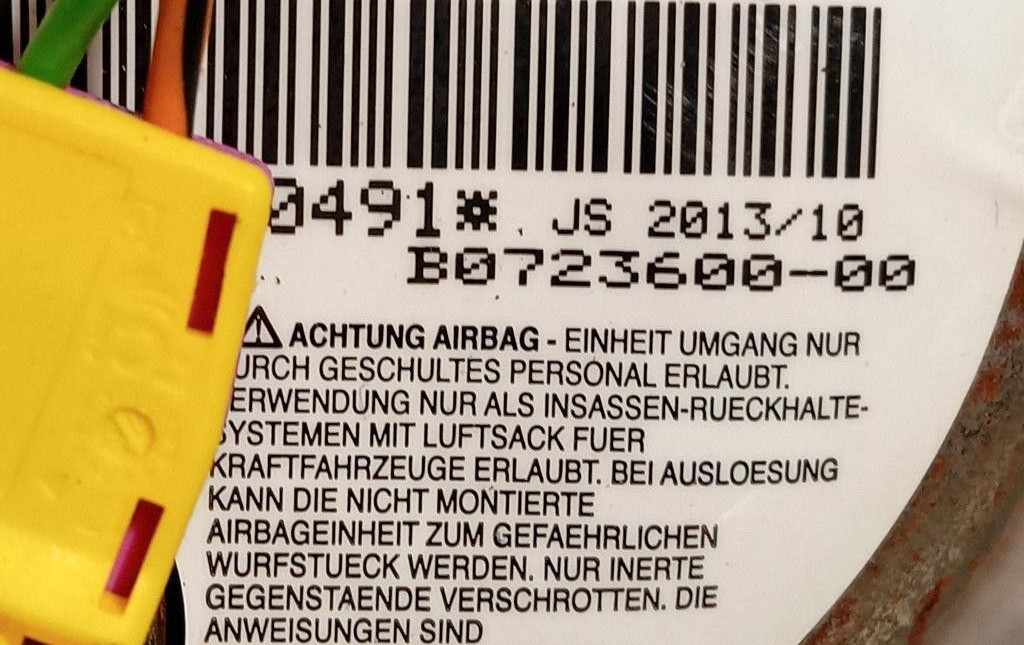 0491* JS 2013/10
B0723600-00
ACHTUNG AIRBAG - EINHEIT UMGANG NUR
URCH GESCHULTES PERSONAL ERLAUBT.
ERWENDUNG NUR ALS INSASSEN-RUECKHALTE-
SYSTEMEN MIT LUFTSACK FUER
KRAFTFAHRZEUGE ERLAUBT. BEI AUSLOESUNG
KANN DIE NICHT MONTIERTE
AIRBAGEINHEIT ZUM GEFAEHRLICHEN
WURFSTUECK WERDEN. NUR INERTE
GEGENSTAENDE VERSCHROTTEN. DIE
ANWEISUNGEN SIND